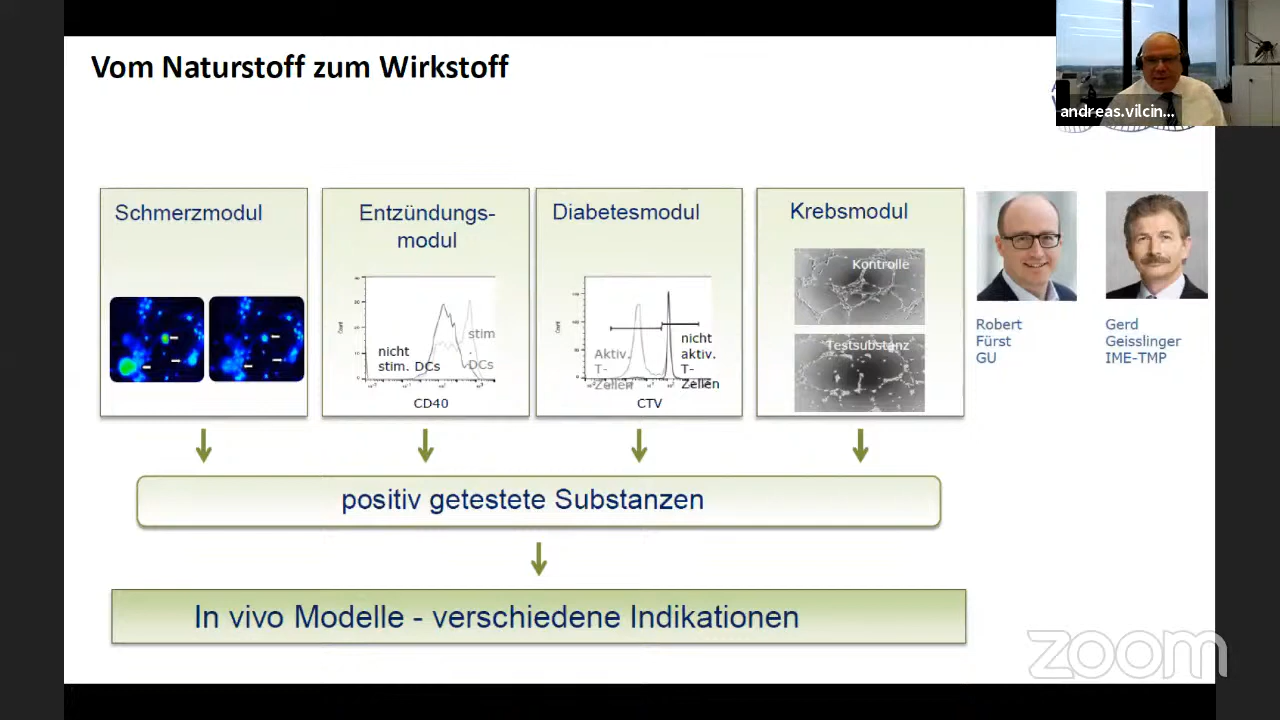 Vom Naturstoff zum Wirkstoff
andreas.vilcin...
Schmerzmodul
Entzündungs-
modul
nicht
stim. DCs
stim
DCs
CD40
Diabetesmodul
Aktiv.
T-
Zellen
nicht
aktiv.
T-
Zellen
CTV
Krebsmodul
Kontrolle
Testsubstanz
Robert
Fürst
GU
Gerd
Geisslinger
IME-TMP
positiv getestete Substanzen
In vivo Modelle - verschiedene Indikationen
zoom